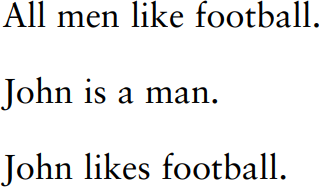 All men like football.
John is a man.
John likes football.